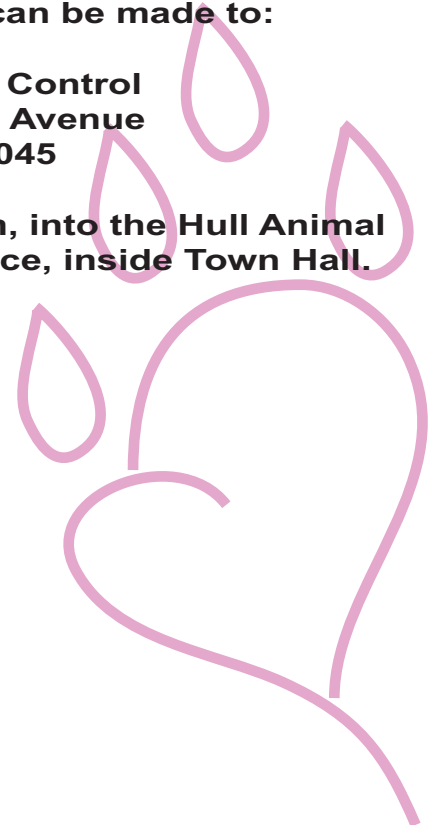 can be made to:
Control
Avenue
045
, into the Hull Animal
ce, inside Town Hall.